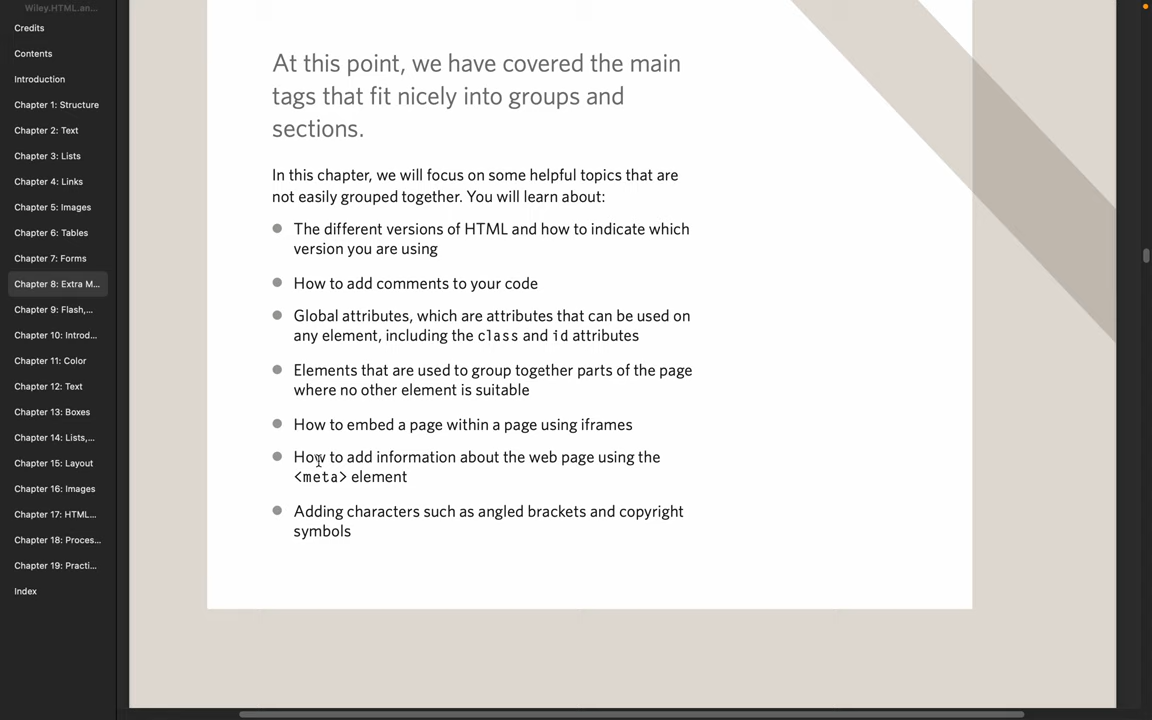 Wiley.HTML.an...
Credits
Contents
Introduction
Chapter 1: Structure
Chapter 2: Text
Chapter 3: Lists
Chapter 4: Links
Chapter 5: Images
Chapter 6: Tables
Chapter 7: Forms
Chapter 8: Extra M...
Chapter 9: Flash,...
Chapter 10: Introd...
Chapter 11: Color
Chapter 12: Text
Chapter 13: Boxes
Chapter 14: Lists,...
Chapter 15: Layout
Chapter 16: Images
Chapter 17: HTML...
Chapter 18: Proces...
Chapter 19: Practi...
Index
At this point, we have covered the main
tags that fit nicely into groups and
sections.
In this chapter, we will focus on some helpful topics that are
not easily grouped together. You will learn about:
The different versions of HTML and how to indicate which
version you are using
How to add comments to your code
Global attributes, which are attributes that can be used on
any element, including the class and id attributes
Elements that are used to group together parts of the page
where no other element is suitable
How to embed a page within a page using iframes
How to add information about the web page using the
<meta> element
Adding characters such as angled brackets and copyright
symbols